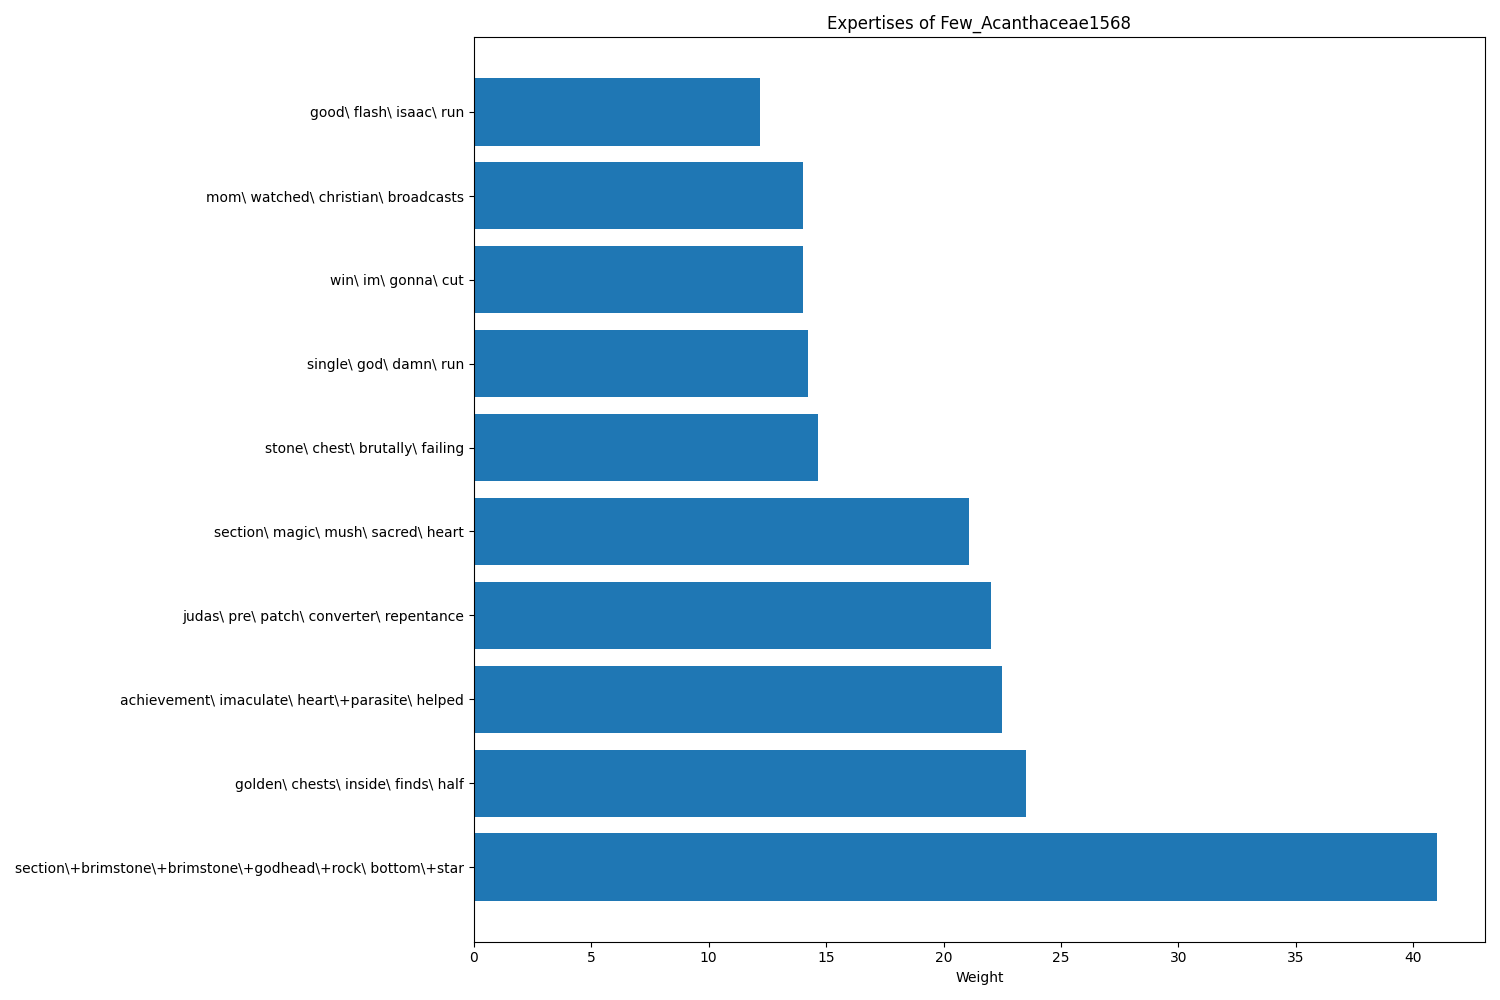 Expertises of Few_Acanthaceae1568
good\ flash\ isaac\ run
mom\ watched\ christian\ broadcasts
win\ im\ gonna\ cut
single\ god\ damn\ run
stone\ chest\ brutally\ failing
section\ magic\ mush\ sacred\ heart
judas\ pre\ patch\ converter\ repentance
achievement\ imaculate\ heart\+parasite\ helped
golden\ chests\ inside\ finds\ half
section\+brimstone\+brimstone\+godhead\+rock\ bottom\+star
0 5 10 15 20 25 30 35 40
Weight